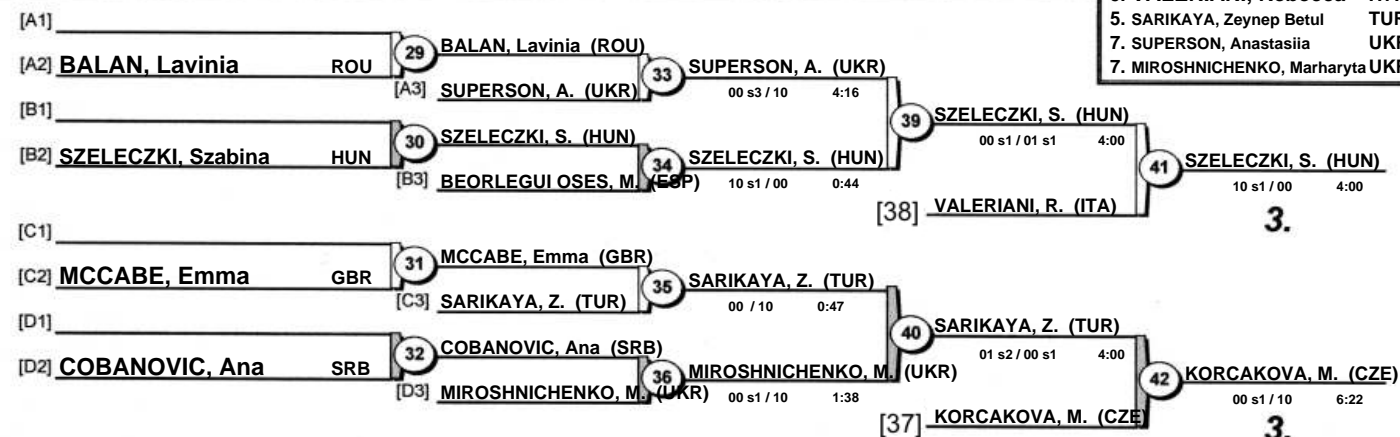 5. SARIKAYA, Zeynep Betul TUR
7. SUPERSON, Anastasiia
7. MIROSHNICHENKO, Marharyta
[A1]
[A2] BALAN, Lavinia ROU
29
BALAN, Lavinia (ROU)
[A3] SUPERSON, A. (UKR)
33
SUPERSON, A. (UKR)
00 s3 / 10 4:16
[B1]
[B2] SZELECZKI, Szabina HUN
30
SZELECZKI, S. (HUN)
[B3] BEORLEGUI OSES, M. (ESP)
34
SZELECZKI, S. (HUN)
10 s1 / 00 0:44
39
SZELECZKI, S. (HUN)
00 s1 / 01 s1 4:00
[38] VALERIANI, R. (ITA)
41
SZELECZKI, S. (HUN)
10 s1 / 00 4:00
3.
[C1]
[C2] MCCABE, Emma GBR
31
MCCABE, Emma (GBR)
[C3] SARIKAYA, Z. (TUR)
35
SARIKAYA, Z. (TUR)
00 / 10 0:47
[D1]
[D2] COBANOVIC, Ana SRB
32
COBANOVIC, Ana (SRB)
[D3] MIROSHNICHENKO, M. (UKR)
36
MIROSHNICHENKO, M. (UKR)
00 s1 / 10 1:38
40
SARIKAYA, Z. (TUR)
01 s2 / 00 s1 4:00
[37] KORCAKOVA, M. (CZE)
42
KORCAKOVA, M. (CZE)
00 s1 / 10 6:22
3.